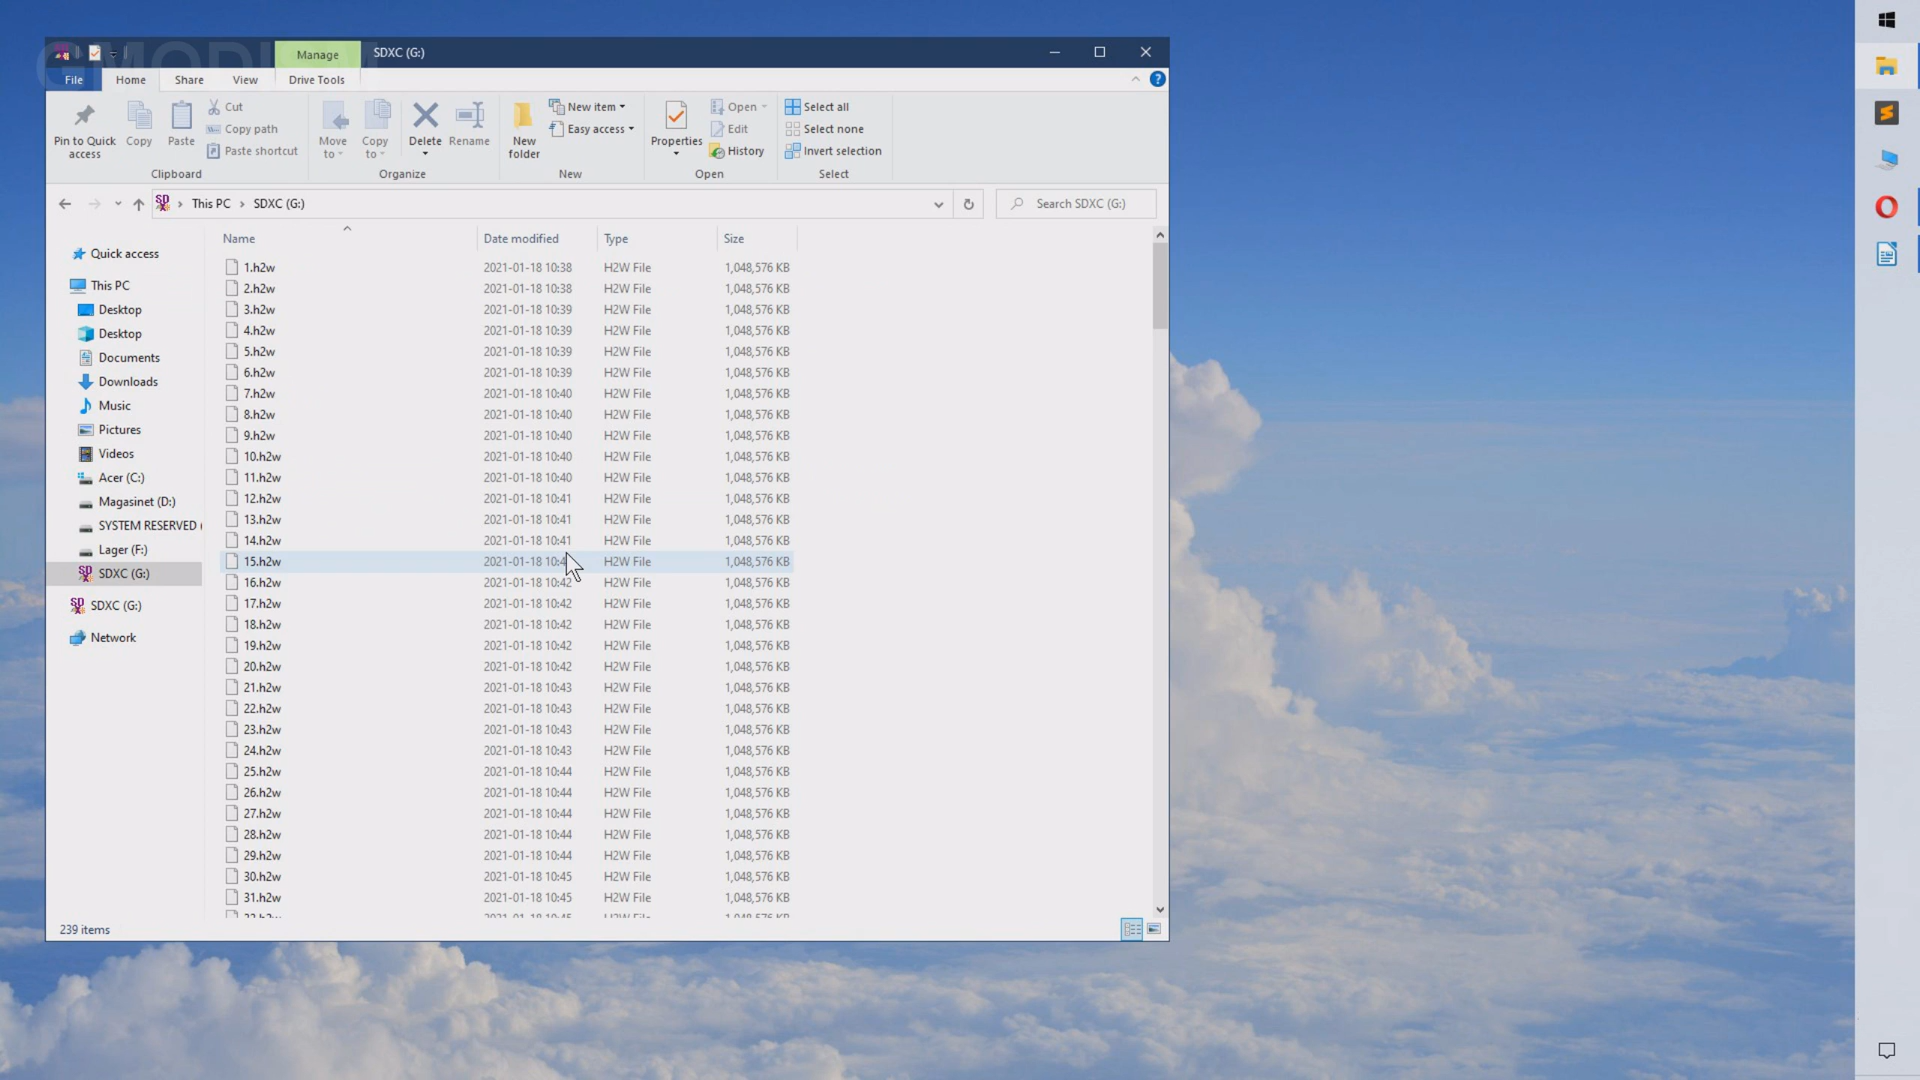 Manage
SDXC (G:)
File
Home
Share
View
Drive Tools
Pin to Quick
access
Copy
Paste
Cut
Copy path
Paste shortcut
Clipboard
Move
to
Copy
to
Delete
Rename
Organize
New
folder
New item
Easy access
New
Properties
Open
Edit
History
Open
Select all
Select none
Invert selection
Select
This PC > SDXC (G:)
Search SDXC (G:)
Quick access
This PC
Desktop
Desktop
Documents
Downloads
Music
Pictures
Videos
Acer (C:)
Magasinet (D:)
SYSTEM RESERVED
Lager (F:)
SDXC (G:)
SDXC (G:)
Network
Name Date modified Type Size
1.h2w 2021-01-18 10:38 H2W File 1,048,576 KB
2.h2w 2021-01-18 10:38 H2W File 1,048,576 KB
3.h2w 2021-01-18 10:39 H2W File 1,048,576 KB
4.h2w 2021-01-18 10:39 H2W File 1,048,576 KB
5.h2w 2021-01-18 10:39 H2W File 1,048,576 KB
6.h2w 2021-01-18 10:39 H2W File 1,048,576 KB
7.h2w 2021-01-18 10:40 H2W File 1,048,576 KB
8.h2w 2021-01-18 10:40 H2W File 1,048,576 KB
9.h2w 2021-01-18 10:40 H2W File 1,048,576 KB
10.h2w 2021-01-18 10:40 H2W File 1,048,576 KB
11.h2w 2021-01-18 10:40 H2W File 1,048,576 KB
12.h2w 2021-01-18 10:41 H2W File 1,048,576 KB
13.h2w 2021-01-18 10:41 H2W File 1,048,576 KB
14.h2w 2021-01-18 10:41 H2W File 1,048,576 KB
15.h2w 2021-01-18 H2W File 1,048,576 KB
16.h2w 2021-01-18 10:42 H2W File 1,048,576 KB
17.h2w 2021-01-18 10:42 H2W File 1,048,576 KB
18.h2w 2021-01-18 10:42 H2W File 1,048,576 KB
19.h2w 2021-01-18 10:42 H2W File 1,048,576 KB
20.h2w 2021-01-18 10:42 H2W File 1,048,576 KB
21.h2w 2021-01-18 10:43 H2W File 1,048,576 KB
22.h2w 2021-01-18 10:43 H2W File 1,048,576 KB
23.h2w 2021-01-18 10:43 H2W File 1,048,576 KB
24.h2w 2021-01-18 10:43 H2W File 1,048,576 KB
25.h2w 2021-01-18 10:44 H2W File 1,048,576 KB
26.h2w 2021-01-18 10:44 H2W File 1,048,576 KB
27.h2w 2021-01-18 10:44 H2W File 1,048,576 KB
28.h2w 2021-01-18 10:44 H2W File 1,048,576 KB
29.h2w 2021-01-18 10:44 H2W File 1,048,576 KB
30.h2w 2021-01-18 10:45 H2W File 1,048,576 KB
31.h2w 2021-01-18 10:45 H2W File 1,048,576 KB
239 items